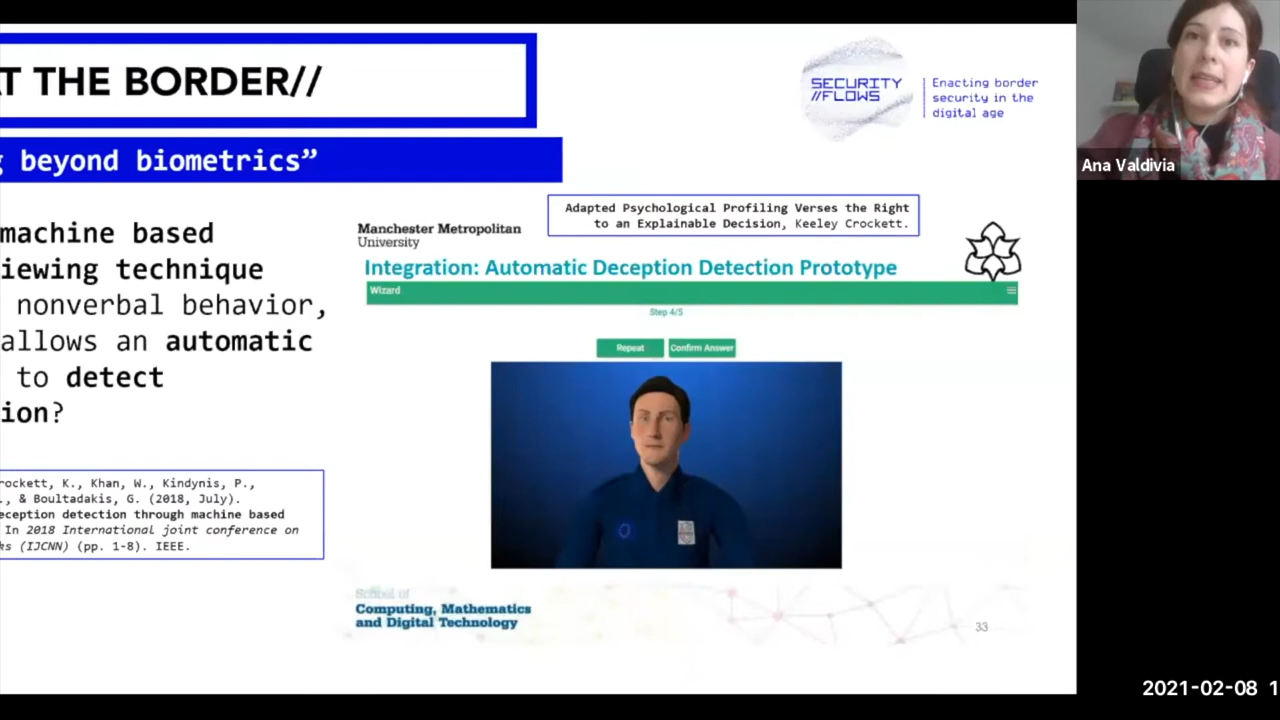 T THE BORDER//
SECURITY
//FLOWS
Enacting border
security in the
digital age
Ana Valdivia
beyond biometrics”
Adapted Psychological Profiling Verses the Right
to an Explainable Decision, Keeley Crockett.
machine based
iewing technique
nonverbal behavior,
allows an automatic
to detect
ion?
Manchester Metropolitan
University
Integration: Automatic Deception Detection Prototype
Wizard
Step 4/5
Repeat
Confirm Answer
rockett, K., Khan, W., Kindynis, P.,
., & Boultadakis, G. (2018, July).
eception detection through machine based
In 2018 International joint conference on
ks (IJCNN) (pp. 1-8). IEEE.
School of
Computing, Mathematics
and Digital Technology
33
2021-02-08 1